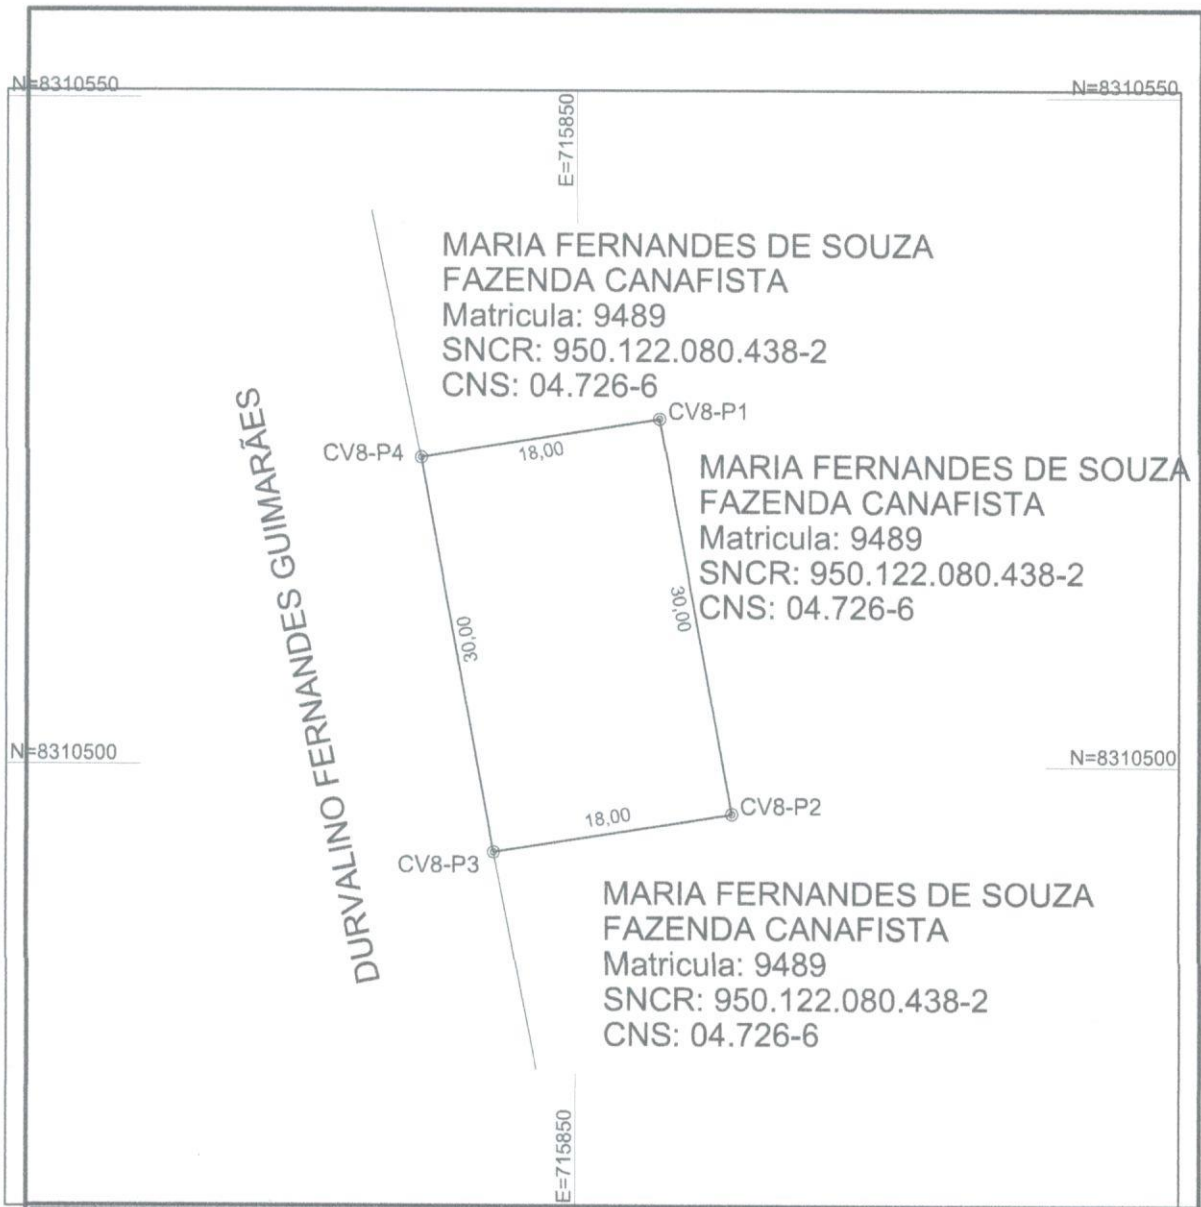 N=8310550
N=8310550
E=715850
MARIA FERNANDES DE SOUZA
FAZENDA CANAFISTA
Matricula: 9489
SNCR: 950.122.080.438-2
CNS: 04.726-6
CV8-P1
CV8-P4
18,00
MARIA FERNANDES DE SOUZA
FAZENDA CANAFISTA
Matricula: 9489
SNCR: 950.122.080.438-2
CNS: 04.726-6
DURVALINO FERNANDES GUIMARÃES
30,00
30,00
N=8310500
N=8310500
CV8-P2
18,00
CV8-P3
MARIA FERNANDES DE SOUZA
FAZENDA CANAFISTA
Matricula: 9489
SNCR: 950.122.080.438-2
CNS: 04.726-6
E=715850